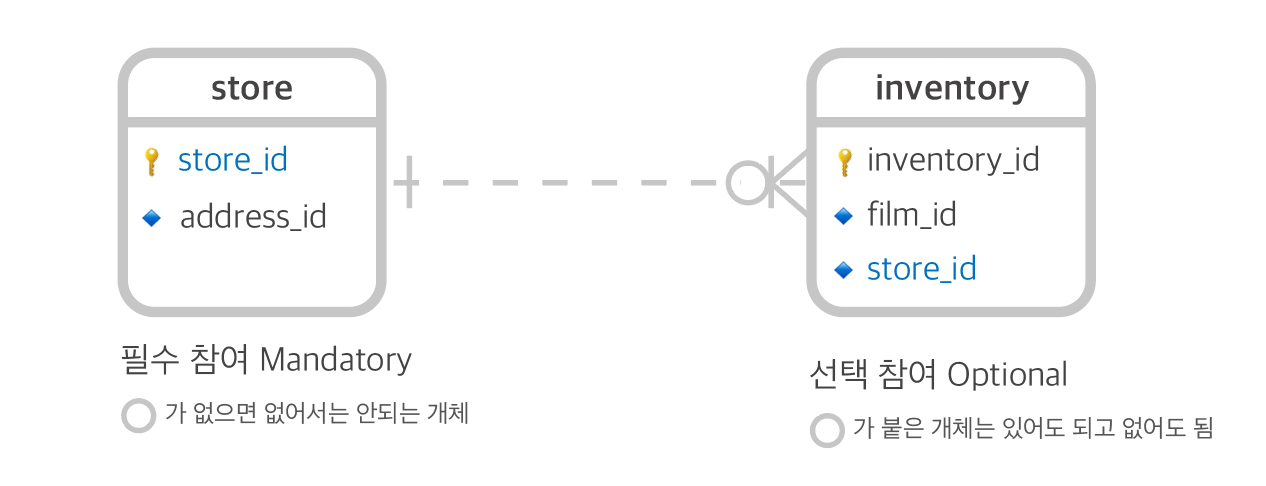 store
store_id
address_id
inventory
inventory_id
film_id
store_id
필수 참여 Mandatory
가 없으면 없어서는 안되는 개체
선택 참여 Optional
가 붙은 개체는 있어도 되고 없어도 됨